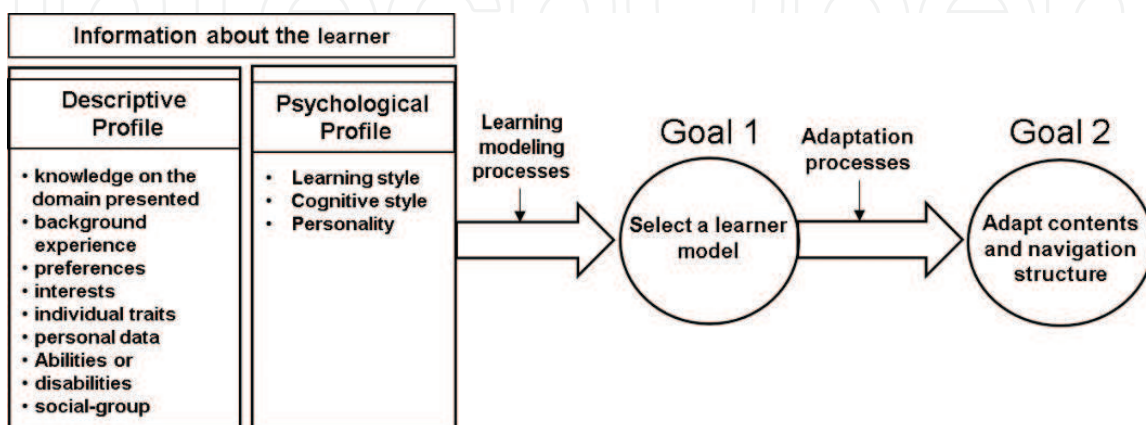 Information about the learner
Descriptive
Profile
• knowledge on the
domain presented
• background
experience
• preferences
• interests
• individual traits
• personal data
• Abilities or
• disabilities
• social-group
Psychological
Profile
• Learning style
• Cognitive style
• Personality
Learning
modeling
processes
Goal 1
Select a learner
model
Adaptation
processes
Goal 2
Adapt contents
and navigation
structure